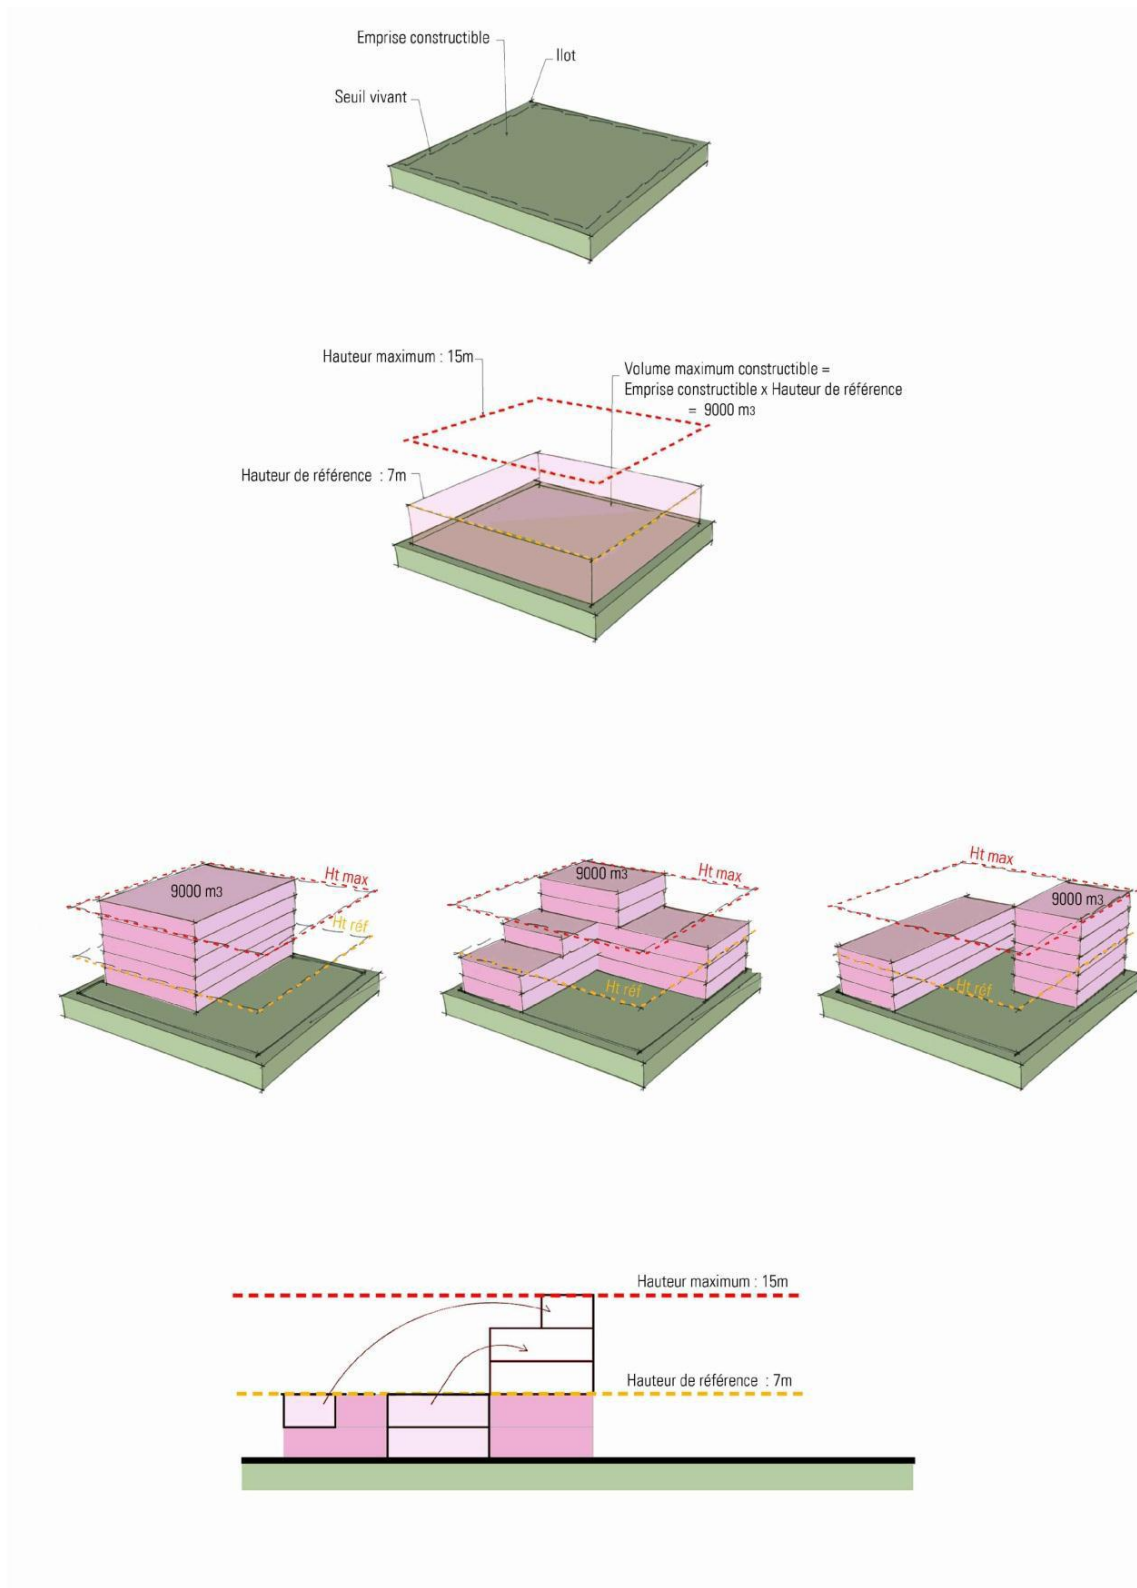 Emprise constructible
Ilot
Seuil vivant
Hauteur maximum : 15m
Volume maximum constructible =
Emprise constructible x Hauteur de référence
= 9000 m3
Hauteur de référence : 7m
9000 m3
Ht max
Ht réf
9000 m3
Ht max
Ht réf
Ht max
9000 m3
Ht réf
Hauteur maximum : 15m
Hauteur de référence : 7m